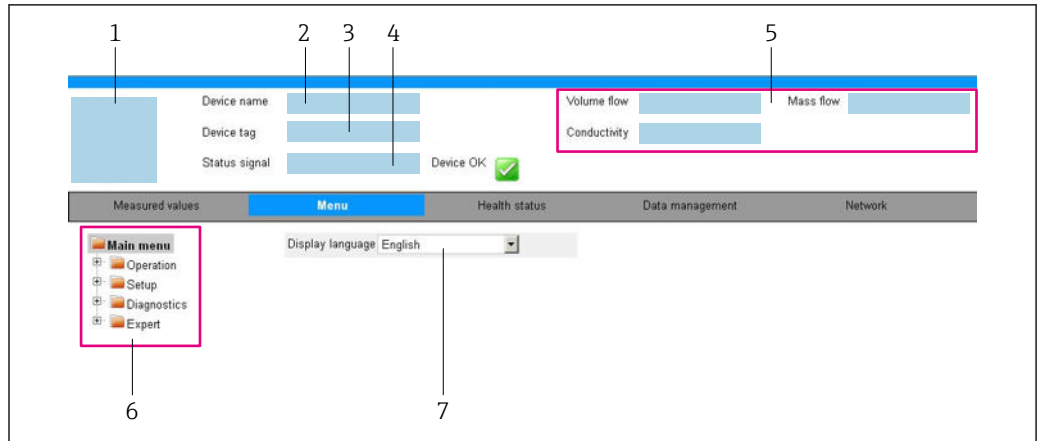 1 2 3 4 5
Device name Volume flow Mass flow
Device tag Conductivity
Status signal Device OK
Measured values Menu Health status Data management Network
Main menu Display language English
Operation
Setup
Diagnostics
Expert
6 7